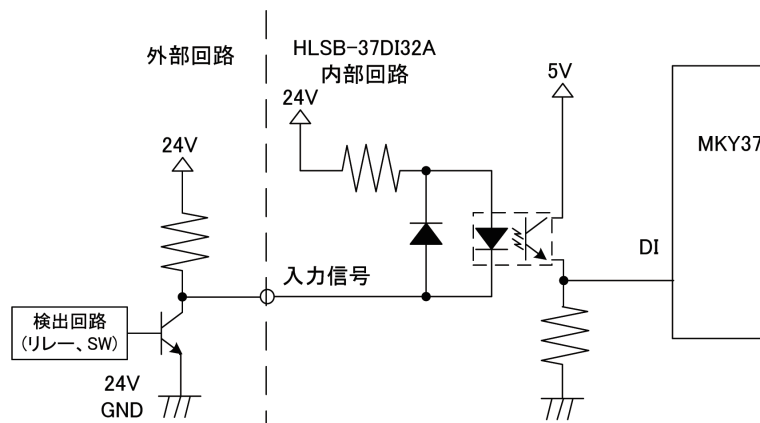 外部回路
HLSB-37DI32A
内部回路
24V
5V
MKY37
24V
DI
入力信号
検出回路
(リレー、SW)
24V
GND